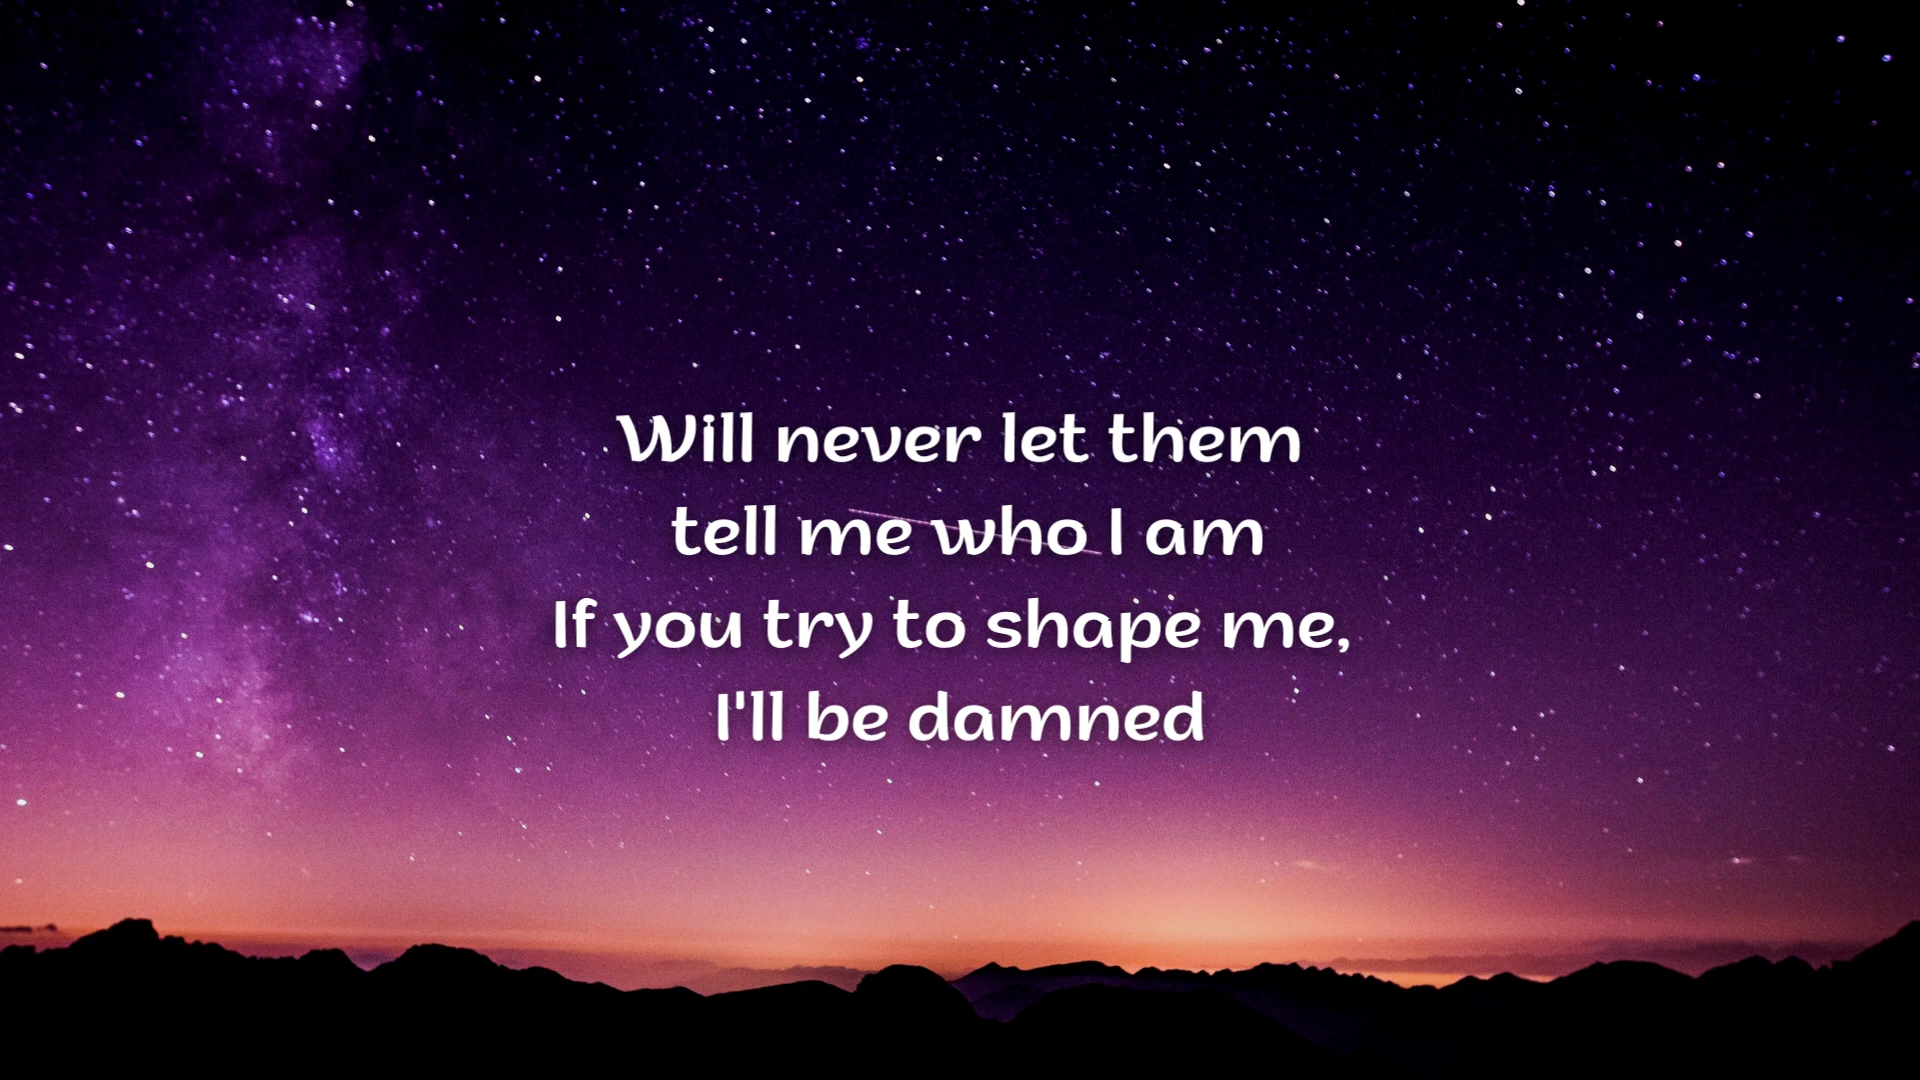 Will never let them
tell me who I am
If you try to shape me,
I'll be damned